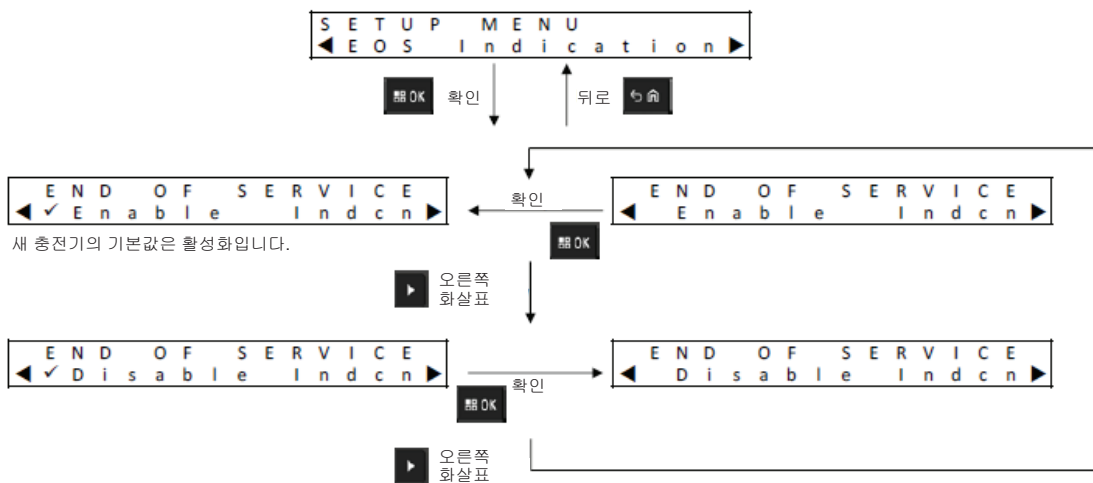 SETUP MENU
◀EOS Indication▶
OK 확인 뒤로
END OF SERVICE 확인 END OF SERVICE
◀✓Enable Indcn▶ ◀ Enable Indcn▶
새 충전기의 기본값은 활성화입니다. OK
오른쪽
화살표
END OF SERVICE END OF SERVICE
◀✓Disable Indcn▶ 확인 ◀ Disable Indcn▶
OK
오른쪽
화살표